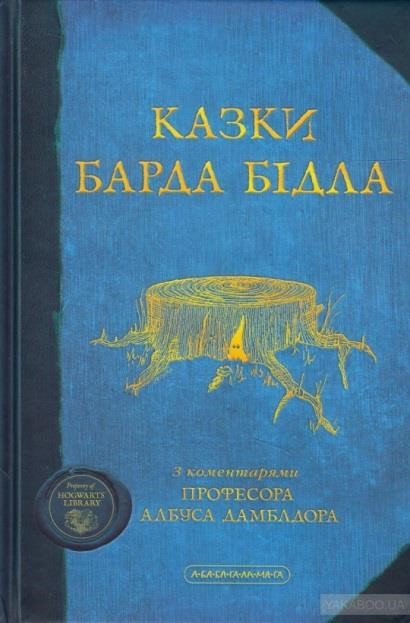 КАЗКИ
БАРДА БІДЛА
З коментарями
ПРОФЕСОРА
АЛБУСА ДАМБЛДОРА
Property of
HOGWARTS
LIBRARY
А·БА·БА·ГА·ЛА·МА·ГА
YAKABOO.UA